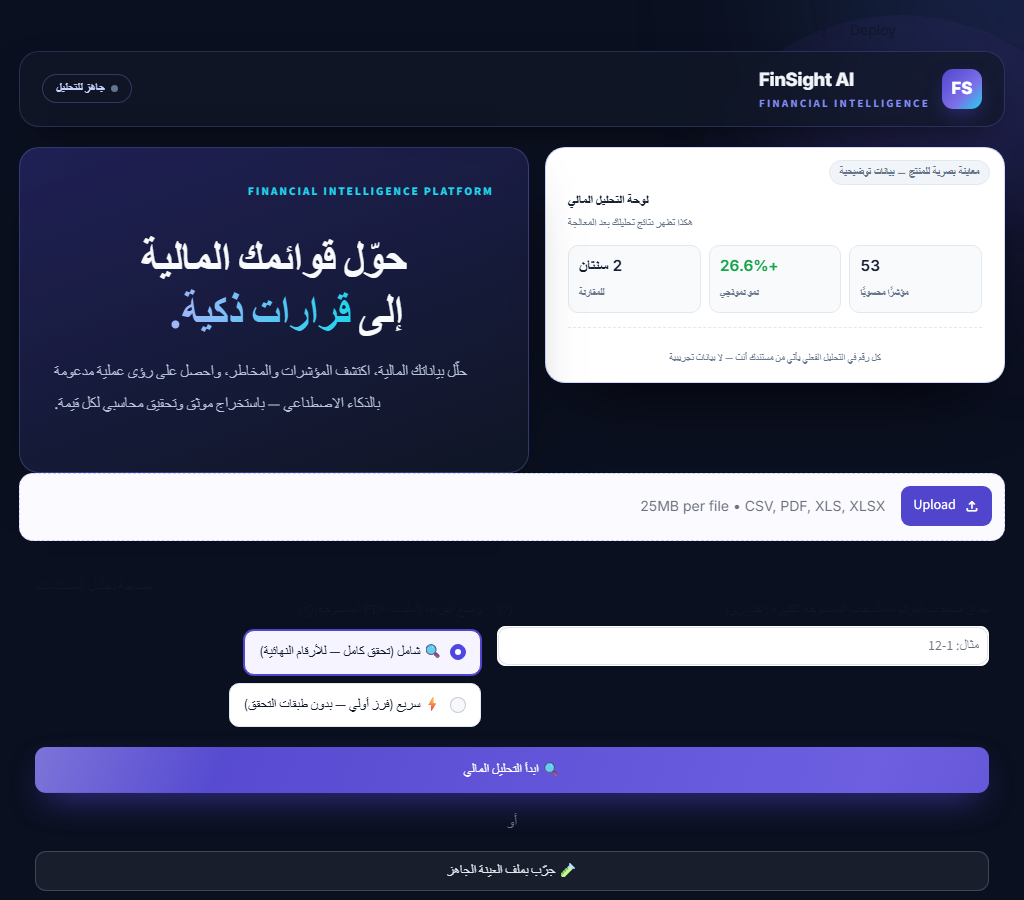 Deploy
FS
FinSight AI
FINANCIAL INTELLIGENCE
جاهز للتحليل
معاينة بصرية للمنتج — بيانات توضيحية
لوحة التحليل المالي
هكذا تظهر نتائج تحليلك بعد المعالجة
53
مؤشرًا محسوبًا
+26.6%
نمو نموذجي
2 سنتان
للمقارنة
كل رقم في التحليل الفعلي يأتي من مستندك أنت — لا بيانات تجريبية
FINANCIAL INTELLIGENCE PLATFORM
حوّل قوائمك المالية
إلى قرارات ذكية.
حلّل بياناتك المالية، اكتشف المؤشرات والمخاطر، واحصل على رؤى عملية مدعومة
بالذكاء الاصطناعي — باستخراج موثق وتحقيق محاسبي لكل قيمة.
Upload
25MB per file • CSV, PDF, XLS, XLSX
مثال: 1-12
شامل (تحقق كامل — للأرقام النهائية)
سريع (فرز أولي — بدون طبقات التحقق)
ابدأ التحليل المالي
أو
جرّب بملف العينة الجاهز